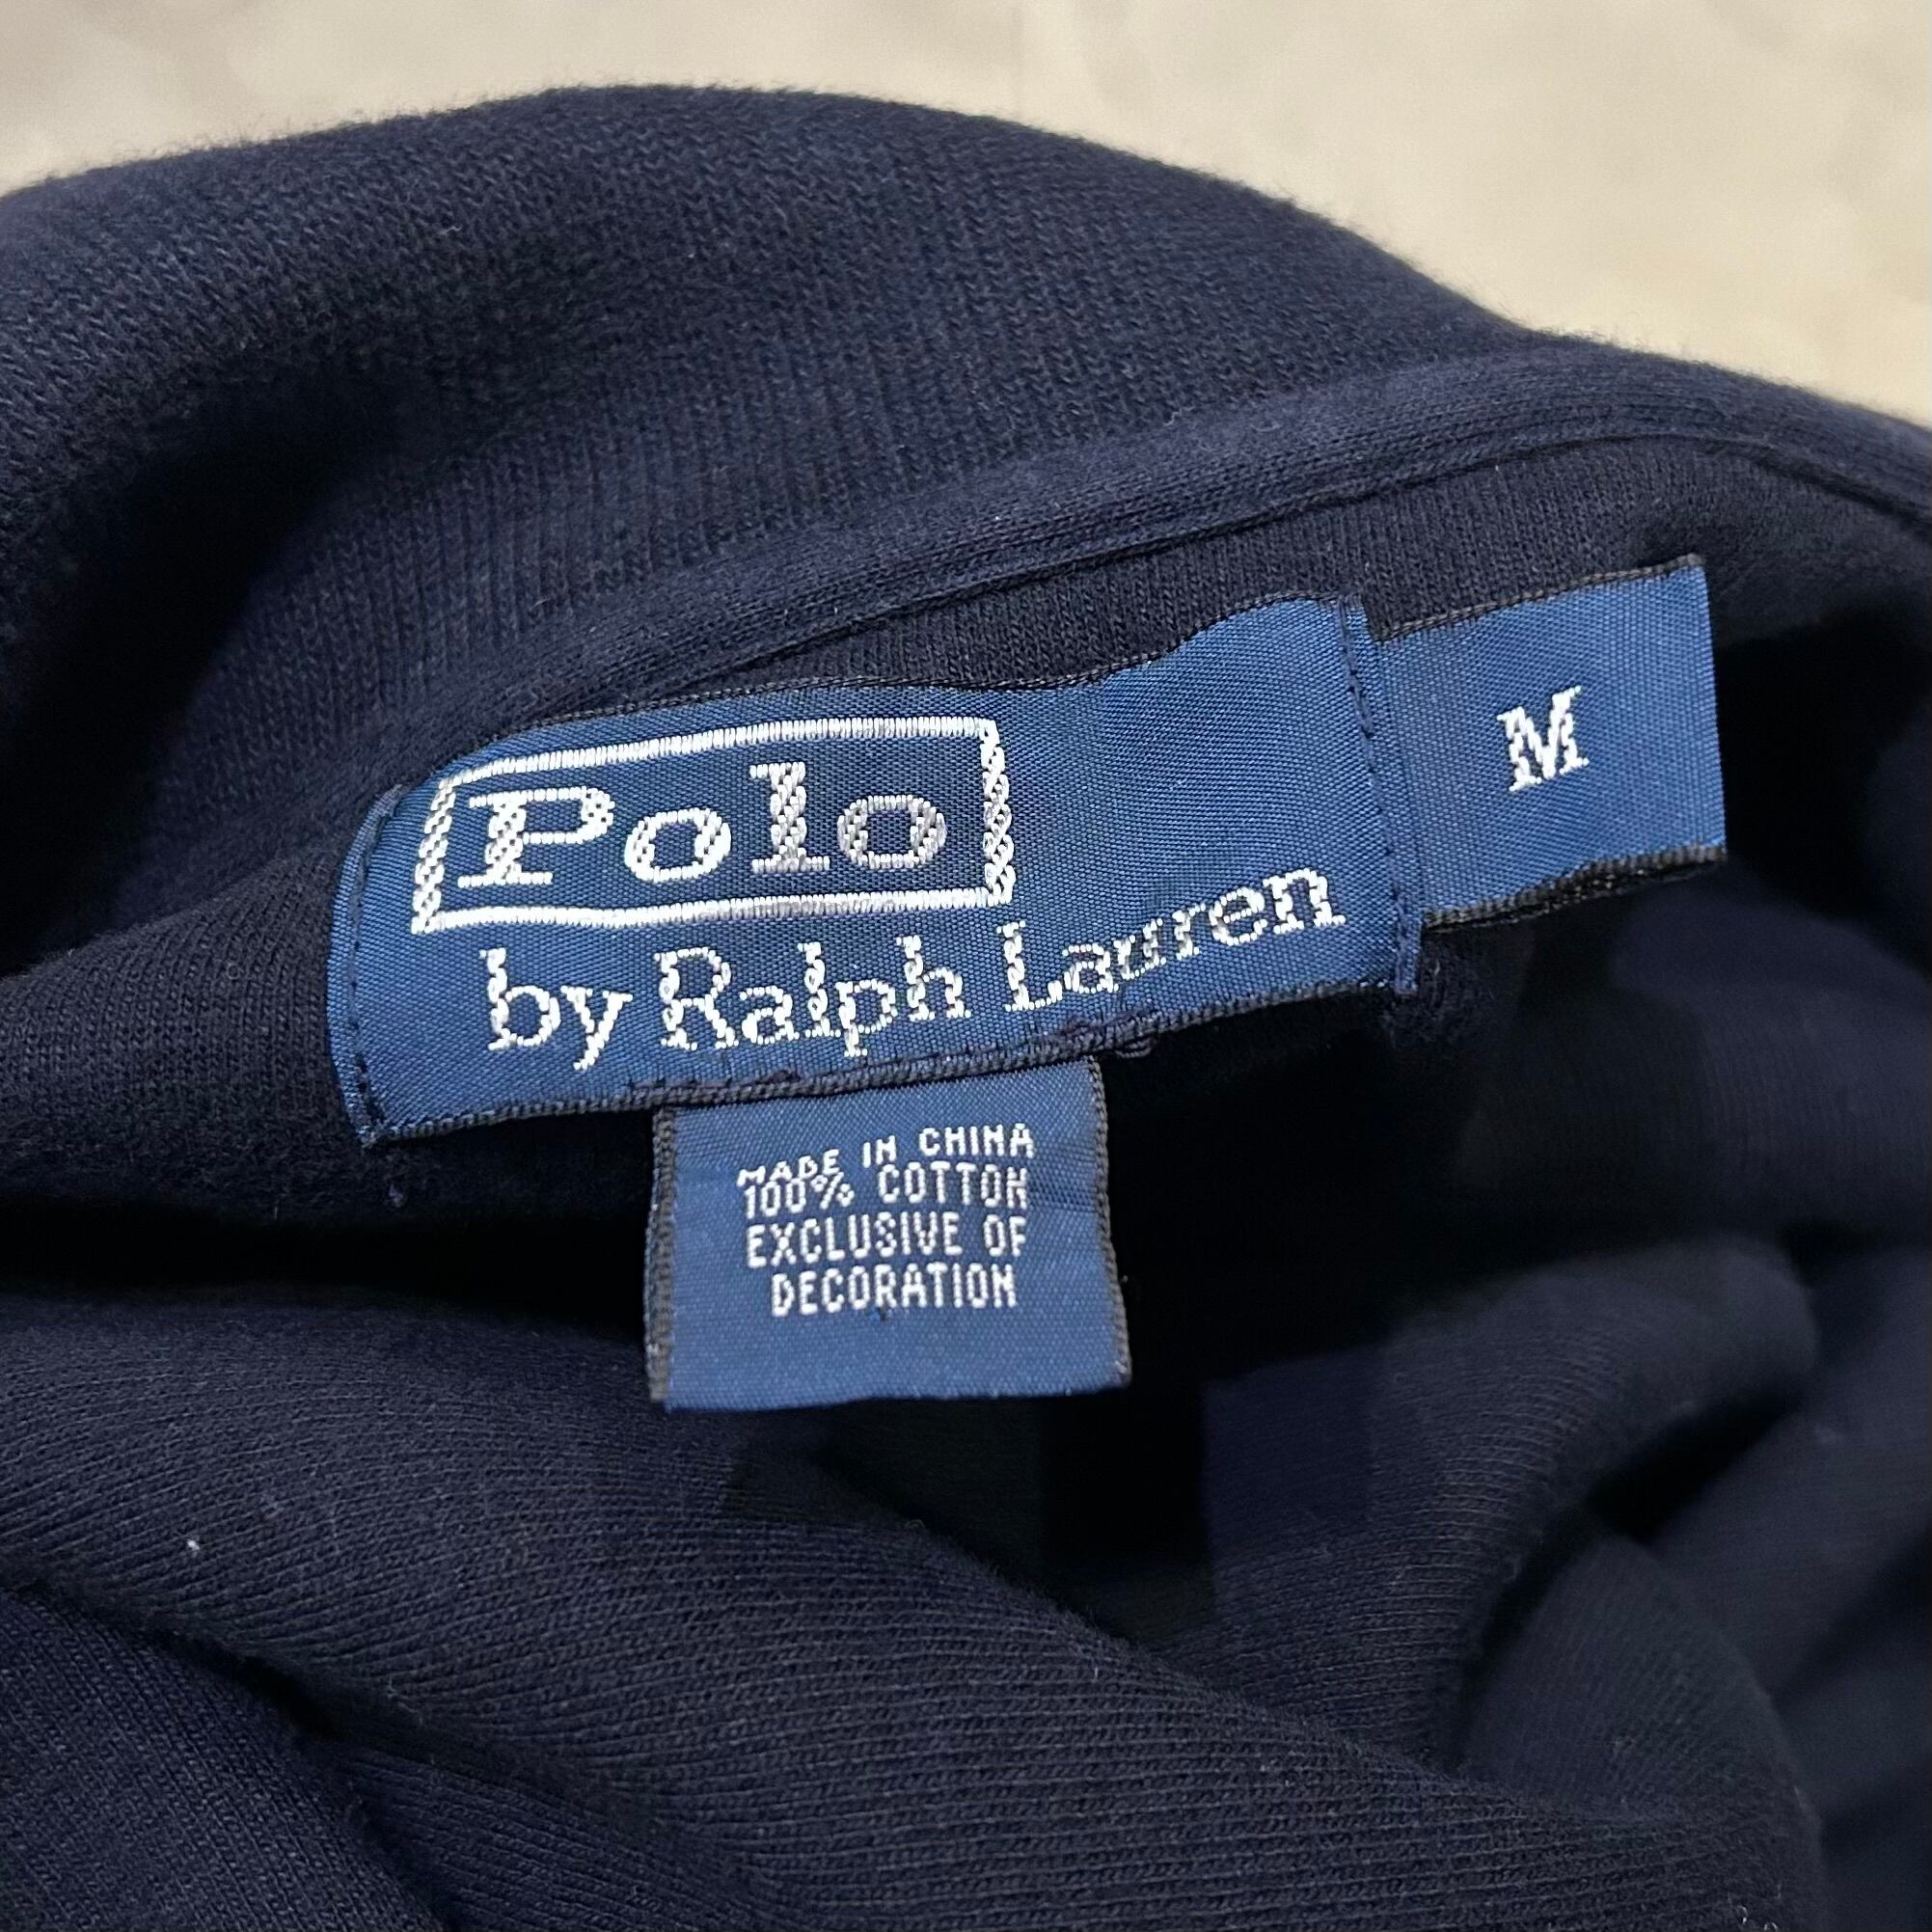 Polo
by Ralph Lauren
M
MADE IN CHINA
100% COTTON
EXCLUSIVE OF
DECORATION